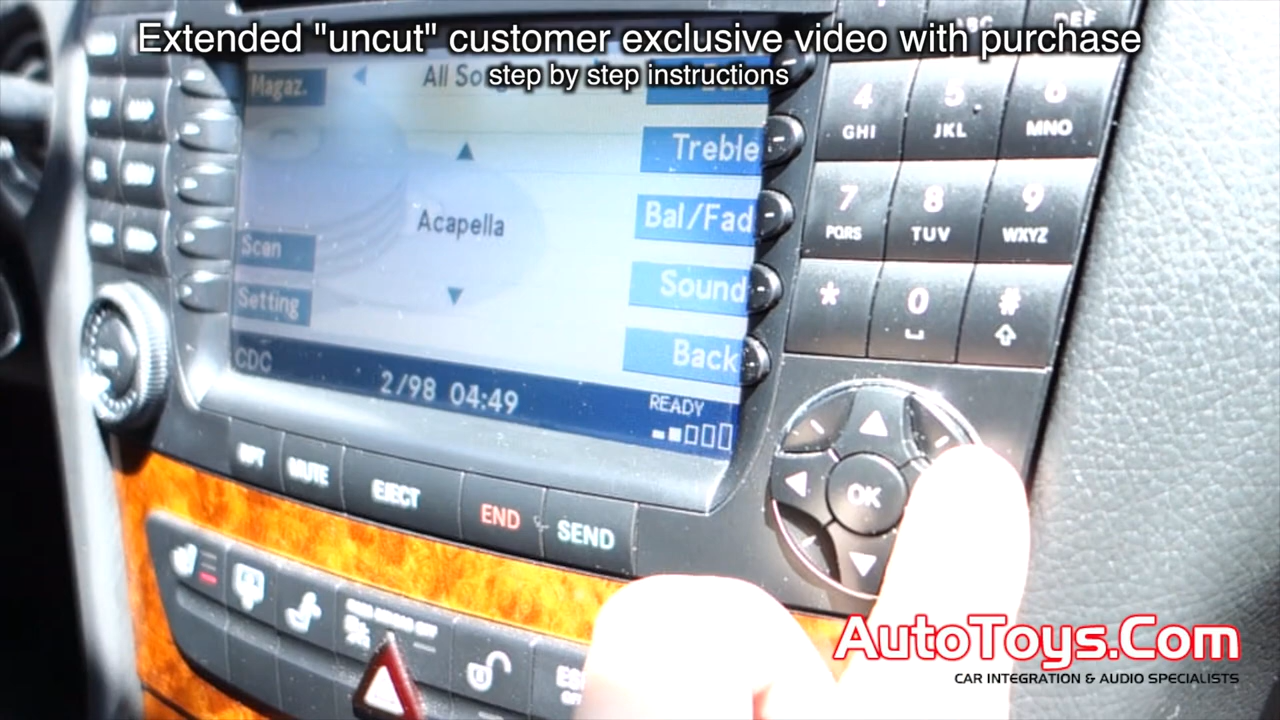 Extended "uncut" customer exclusive video with purchase
step by step instructions
ABC
DEF
Magaz.
All So
Treble
Acapella
Bal/Fad
Scan
Sound
Setting
Back
CDC
2/98 04:49
READY
4 GHI
5 JKL
6 MNO
7 PQRS
8 TUV
9 WXYZ
*
0
#
OK
MUTE
EJECT
END
SEND
AutoToys.Com
CAR INTEGRATION & AUDIO SPECIALISTS